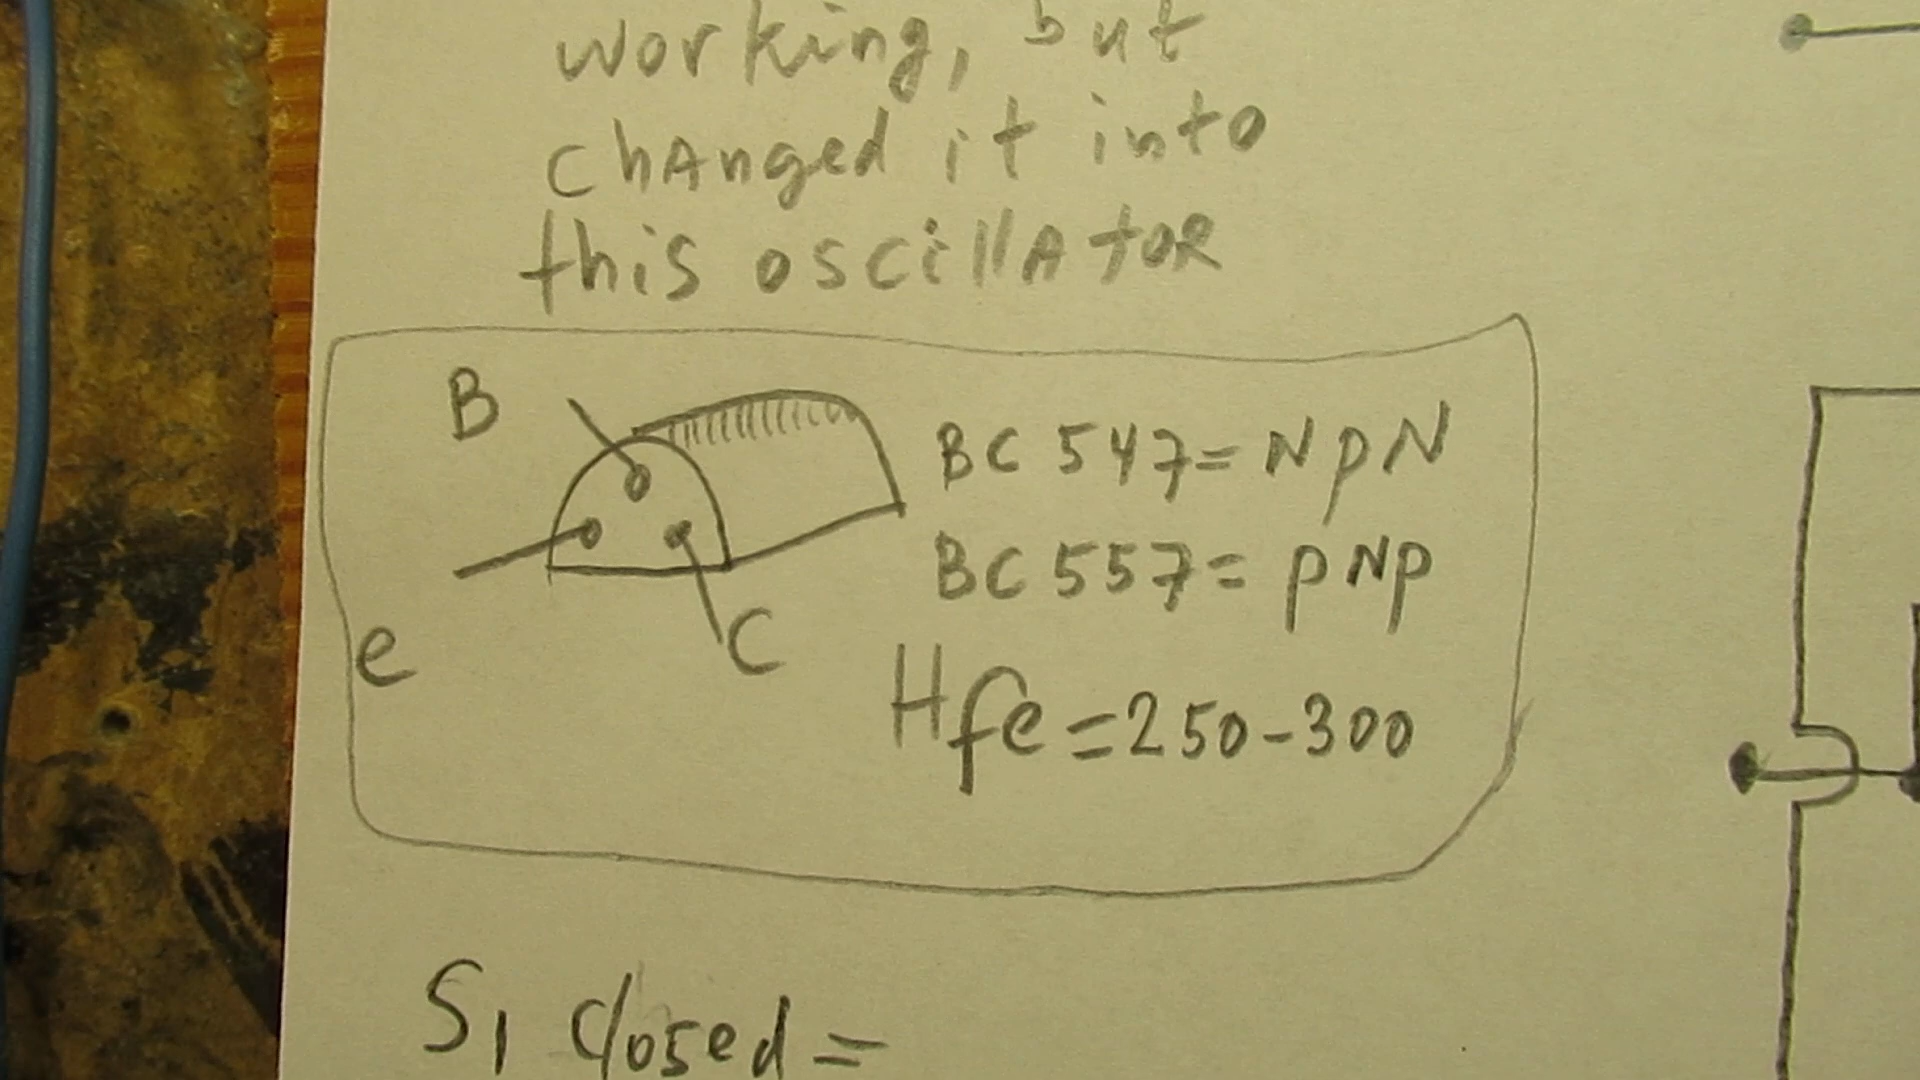 working, but
chAnged it into
this oscillAtoR
B
BC 547 = NpN
BC 557 = pNp
e
C
Hfe = 250-300
S1 closed =